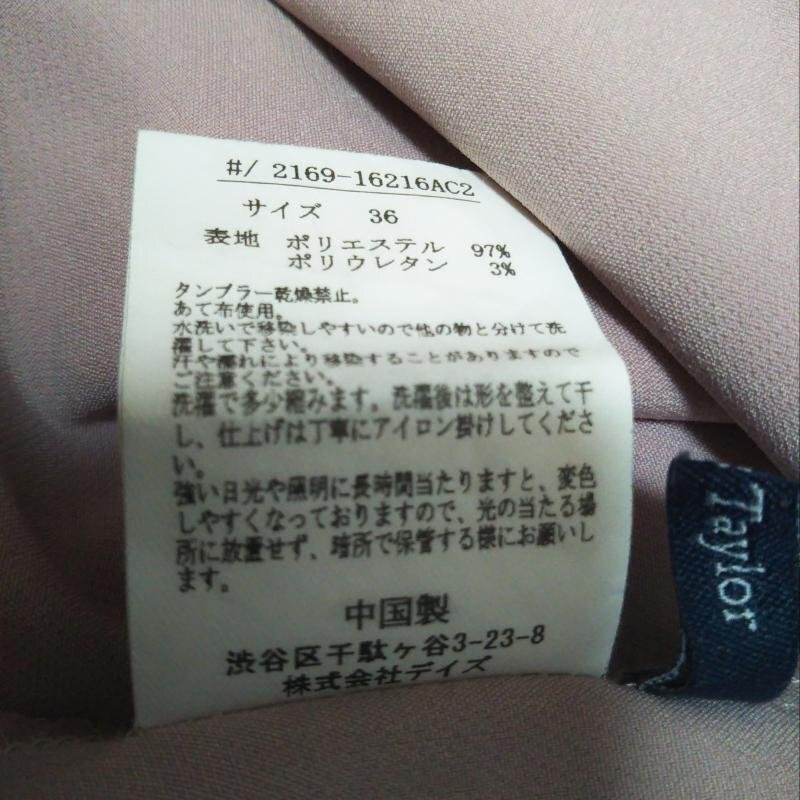 #/ 2169-16216AC2
サイズ 36
表地 ポリエステル 97%
ポリウレタン 3%
タンブラー乾燥禁止。
あて布使用。
水洗いで移染しやすいので他の物と分けて洗
濯して下さい。
汗や濡れにより移染することがありますので
ご注意ください。
洗濯で多少縮みます。洗濯後は形を整えて干
し、仕上げは丁寧にアイロン掛けしてくださ
い。
強い日光や照明に長時間当たりますと、変色
しやすくなっておりますので、光の当たる場
所に放置せず、暗所で保管する様にお願いし
ます。
中国製
渋谷区千駄ヶ谷3-23-8
株式会社デイズ
Taylor